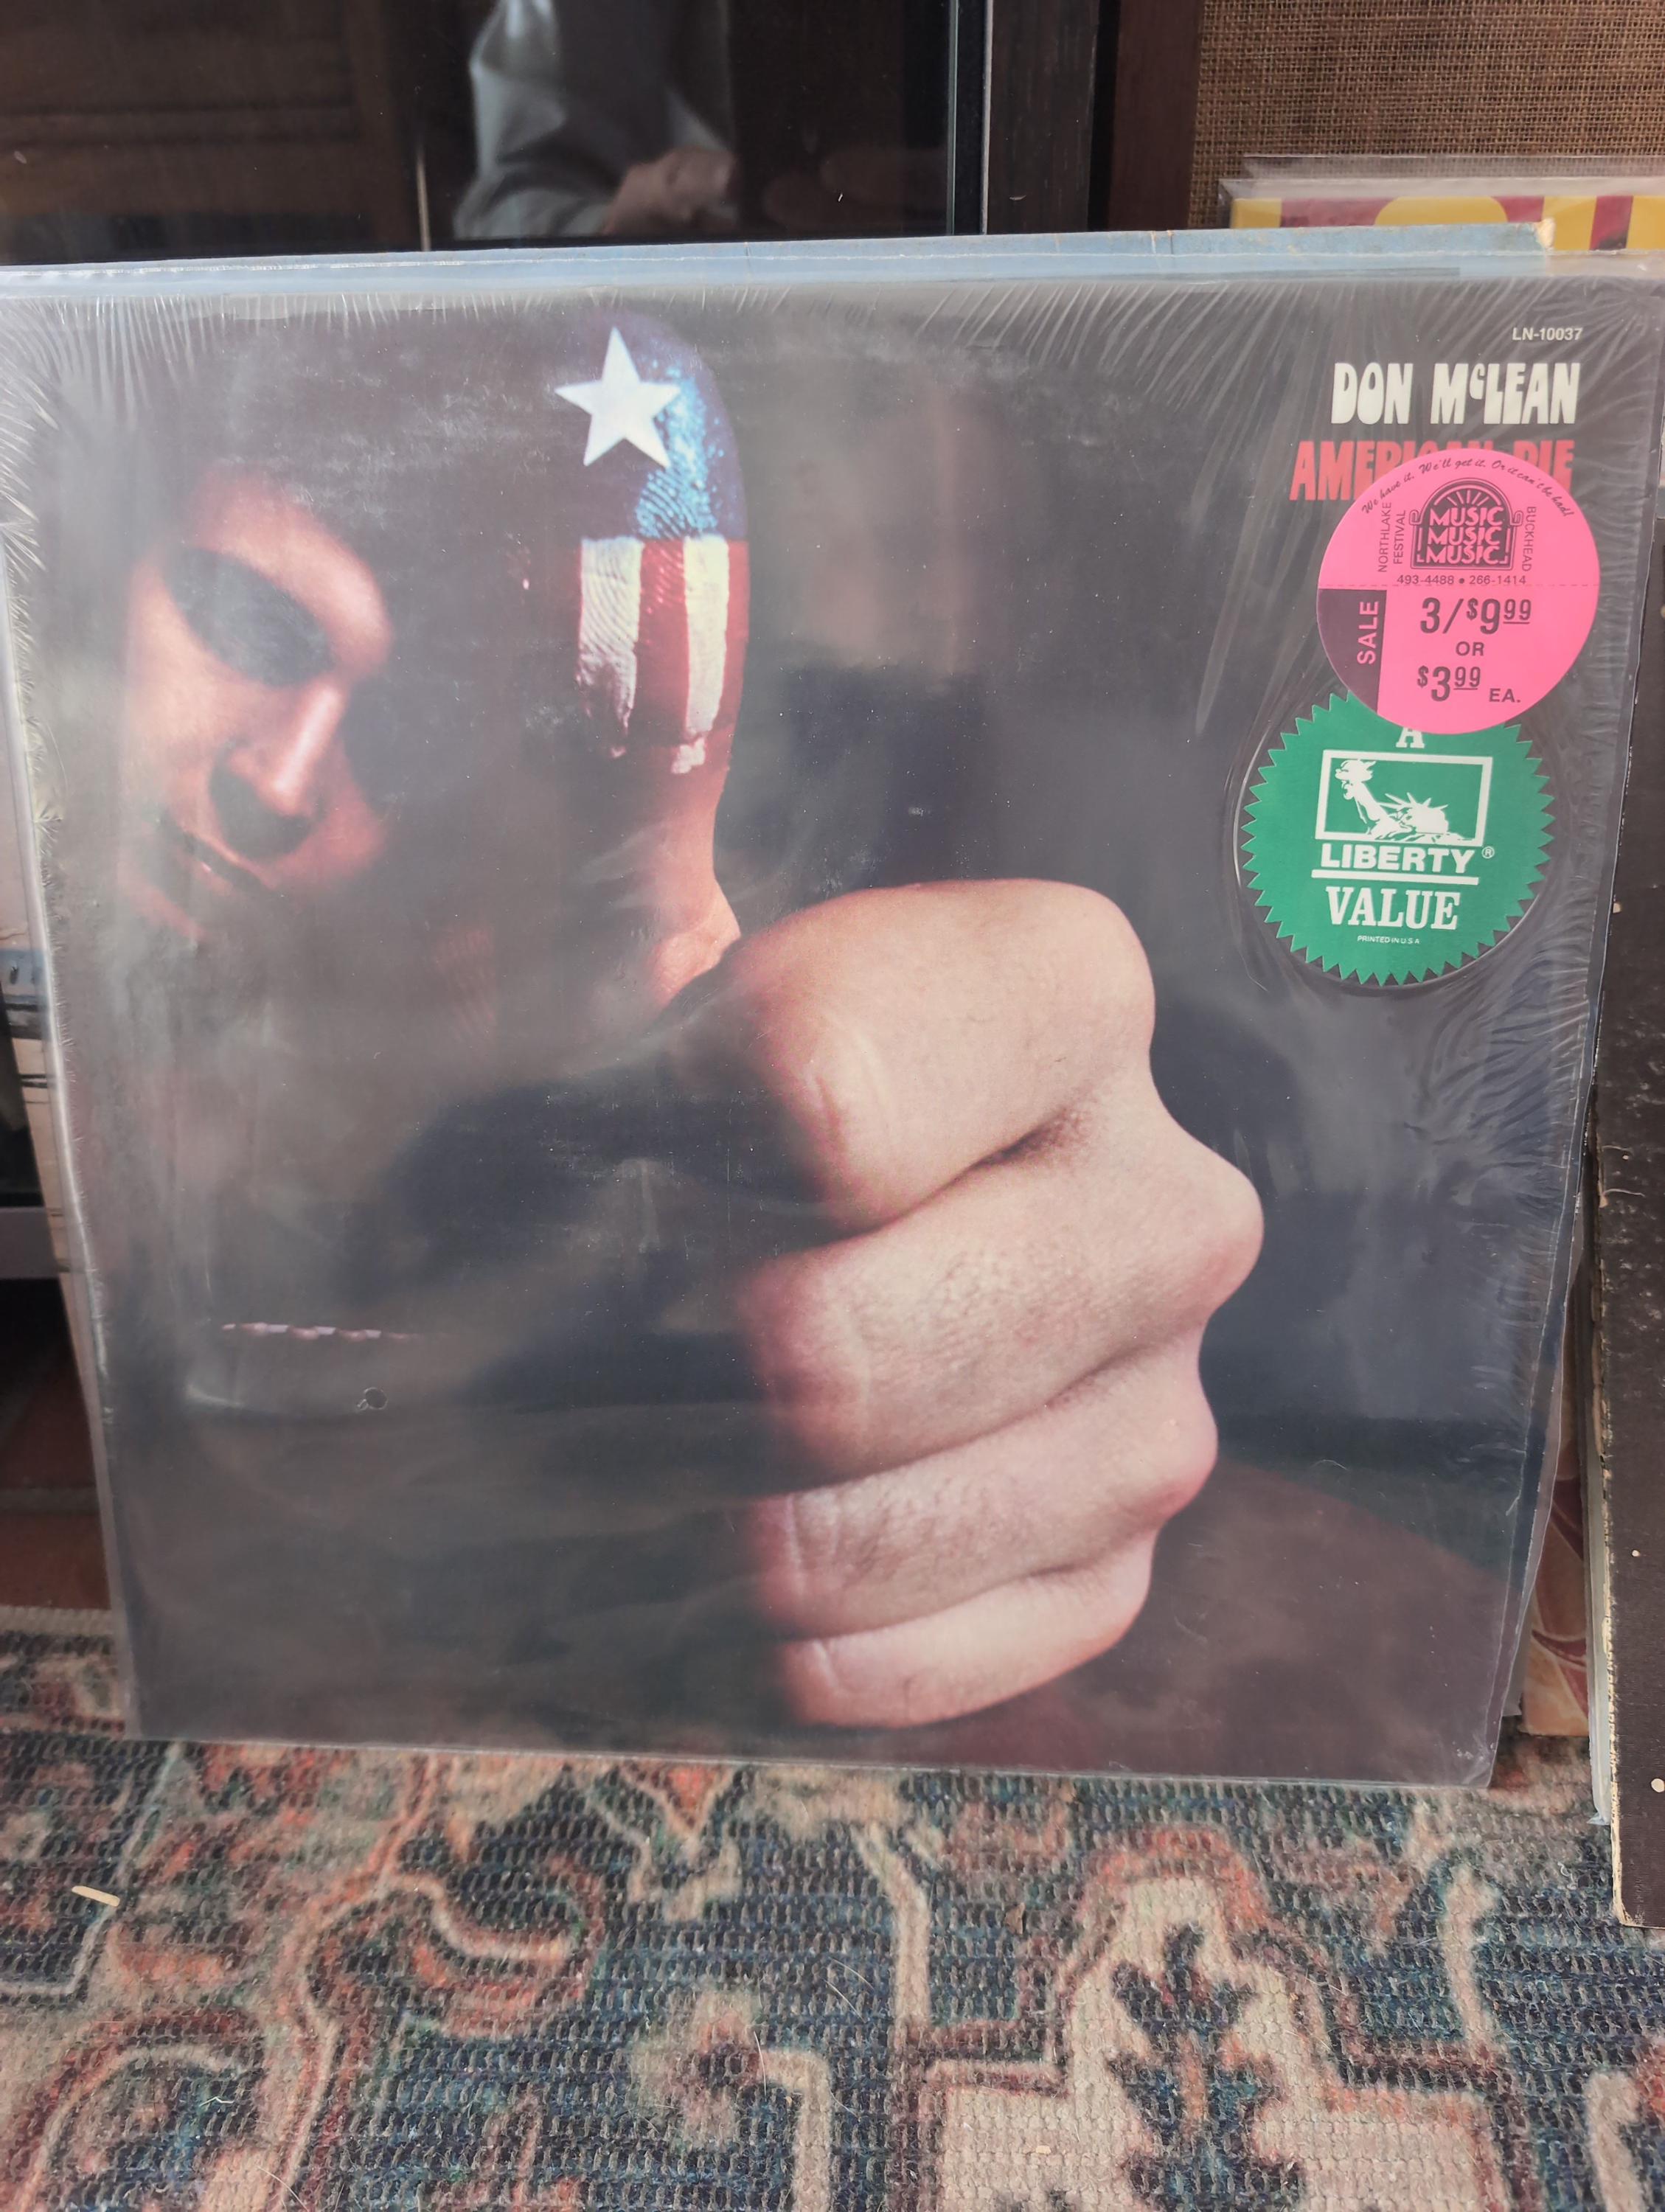 LN-10037
DON McLEAN
AMERICAN PIE
We have it. We'll get it. Or it can't be had!
NORTHLAKE
FESTIVAL
MUSIC
MUSIC
MUSIC
BUCKHEAD
493-4488 • 266-1414
SALE
3/$9.99
OR
$3.99 EA.
A
LIBERTY®
VALUE
PRINTED IN U.S.A